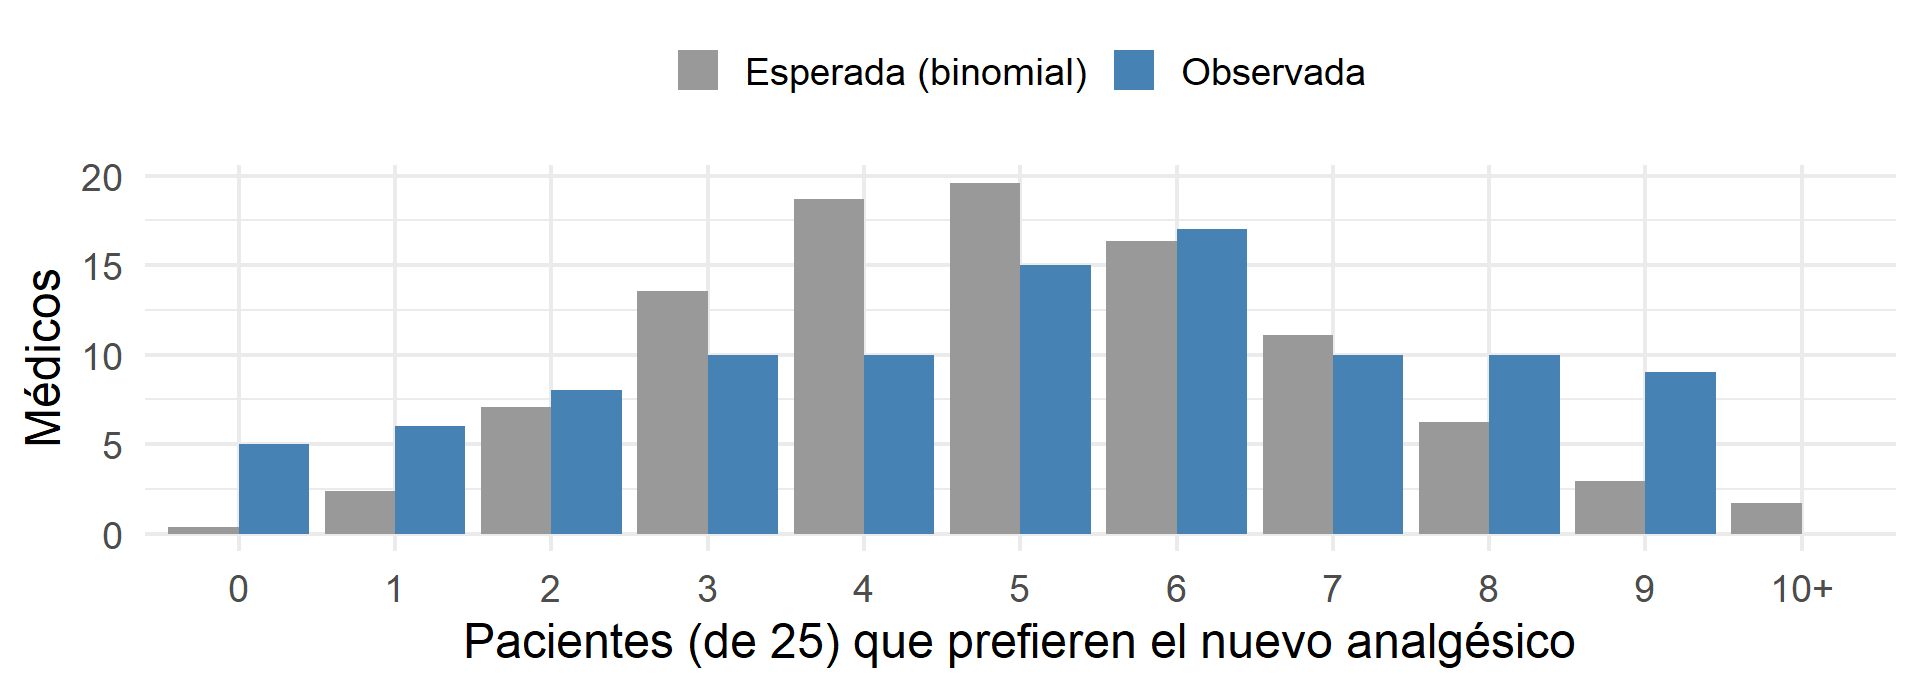 Esperada (binomial) Observada
20
15
10
5
0
Médicos
0 1 2 3 4 5 6 7 8 9 10+
Pacientes (de 25) que prefieren el nuevo analgésico